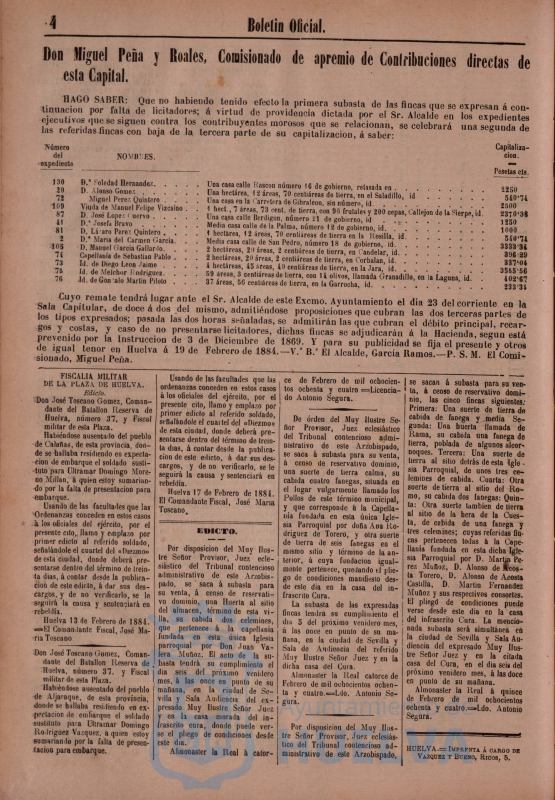 4
Boletin Oficial.
Don Miguel Peña y Roales, Comisionado de apremio de Contribuciones directas de
esta Capital.
HAGO SABER: Que no habiendo tenido efecto la primera subasta de las fincas que se expresan á con-
tinuacion por falta de licitadores; á virtud de providencia dictada por el Sr. Alcalde en los expedientes
ejecutivos que se siguen contra los contribuyentes morosos que se relacionan, se celebrará una segunda de
las referidas fincas con baja de la tercera parte de su capitalizacion, á saber:
Número
del
expediente
NOMBRES.
Capitaliza-
cion.
Pesetas cts.
130 D.ª Soledad Hernandez. Una casa calle Rascon número 16 de gobierno, retasada en 2250
20 D. Alonso Gomez Una hectárea, 12 áreas, 70 centiáreas de tierra, en el Saladillo, id 540'74
72 Miguel Perez Quintero Una casa en la Carretera de Gibraleon, sin número, id 2500
109 Viuda de Manuel Felipe Vizcaino 1 hect., 7 áreas, 73 cent. de tierra, con 90 frutales y 200 cepas, Callejon de la Sierpe, id. 2370'38
87 D. José Lopez Cuervo Una casa calle Berdigon, número 21 de gobierno, id 1250
41 D.ª Josefa Bravo Media casa calle de la Palma, número 12 de gobierno, id 1000
81 D. Lázaro Perez Quintero 1 hectárea, 12 áreas, 70 centiáreas de tierra en la Rosilla, id 540'74
2 D.ª Maria del Carmen García. Media casa calle de San Pedro, número 18 de gobierno, id 3333'34
105 D. Manuel García Gallardo. 2 hectáreas, 20 áreas, 2 centiáreas de tierra, en Candelar, id. 396'29
74 Capellanía de Sebastian Pablo 2 hectáreas, 20 áreas, 2 centiáreas de tierra, en Corbalan, id 337'04
73 Id. de Diego Leon Jaime 4 hectáreas, 45 áreas, 40 centiáreas de tierra, en la Jara, id. 3555'56
75 Id. de Melchor Rodriguez. 59 áreas, 3 centiáreas de tierra, con 14 olivos, llamada Granadillo, en la Laguna, id. 402'67
76 Id. de Gonzalo Martin Piloto 37 áreas, 56 centiáreas de tierra, en la Garrocha, id. 233'34
Cuyo remate tendrá lugar ante el Sr. Alcalde de este Excmo. Ayuntamiento el dia 23 del corriente en la
Sala Capitular, de doce á dos del mismo, admitiéndose proposiciones que cubran las dos terceras partes de
los tipos expresados; pasada las dos horas señaladas, se admitirán las que cubran el débito principal, recar-
gos y costas, y caso de no presentarse licitadores, dichas fincas se adjudicarán á la Hacienda, segun está
prevenido por la Instruccion de 3 de Diciembre de 1869. Y para su publicidad se fija el presente y otros
de igual tenor en Huelva á 19 de Febrero de 1884.—V.º B.º El Alcalde, García Ramos.—P. S. M. El Comi-
sionado, Miguel Peña.
FISCALIA MILITAR
DE LA PLAZA DE HUELVA.
Edicto.
Don José Toscano Gomez, Coman-
dante del Batallon Reserva de
Huelva, número 37, y Fiscal
militar de esta Plaza.
Habiéndose ausentado del pueblo
de Calañas, de esta provincia, don-
de se ballaba residiendo en expecta-
cion de embarque el soldado susti-
tuto para Ultramar Domingo More-
no Millan, á quien estoy sumarian-
do por la falta de presentacion para
embarque.
Usando de las facultades que las
Ordenanzas conceden en estos casos
á los oficiales del ejército, por el
presente cito, llamo y emplazo por
primer edicto al referido soldado,
señalándole el cuartel del «Duezmo»
de esta ciudad, donde deberá pre-
sentarse dentro del término de trein-
ta dias, á contar desde la publica-
cion de este edicto, á dar sus des-
cargos, y de no verificarlo, se le
seguirá la causa y sentenciará en
rebeldía.
Huelva 13 de Febrero de 1884.
=El Comandante Fiscal, José Ma-
ria Toscano
Don José Toscano Gomez, Coman-
dante del Batallon Reserva de
Huelva, número 37, y Fiscal
militar de esta Plaza.
Habiéndose ausentado del pueblo
de Aljaraque, de esta provincia,
donde se ballaba residiendo en ex-
pectacion de embarque el soldado
sustituto para Ultramar Domingo
Rodriguez Vazquez, á quien estoy
sumariando por la falta de presen-
tacion para embarque.
Usando de las facultades que las
ordenanzas conceden en estos casos
á los oficiales del ejército, por el
presente cito, llamo y emplazo por
primer edicto al referido soldado,
señalándole el cuartel del «Duezmo»
de esta ciudad, donde deberá pre-
sentarse dentro del término de trein-
ta dias, á contar desde la publicacion
de este edicto, á dar sus descar-
gos, y de no verificarlo, se le
seguirá la causa y sentenciará en
rebeldia.
Huelva 17 de Febrero de 1884.
El Comandante Fiscal, José Maria
Toscano.
EDICTO.
Por disposicion del Muy Ilus
tre Señor Provisor, Juez ecle-
siástico del Tribunal contencioso
administrativo de este Arzobis-
pado, se saca á subasta para su
venta, á censo de reservativo
dominio, una Huerta al sitio
del almacen, término de esta vi-
lla, su cabida dos celemines,
que pertenece á la capellanía
fundada en esta única Iglesia
parroquial por Don Juan Va-
lera Muñoz. El acto de la su-
basta tendrá su cumplimiento el
dia seis del próximo venidero
mes, á las once en punto de su
mañana, en la ciudad de Se-
villa y Sala Audiencia del ex-
presado Muy Ilustre Señor Juez
y en la casa morada del in-
frascrito cura, donde puede ver-
se el pliego de condiciones desde
este dia.
Almonaster la Real á cator-
ce de Febrero de mil ochocien-
tos ochenta y cuatro =Licencia-
do Antonio Segura.
De órden del Muy Ilustre Se-
ñor Provisor, Juez eclesiástico
del Tribunal contencioso admini-
strativo de este Arzobispado,
se saca á subasta para su venta,
á censo de reservativo dominio,
una suerte de tierra calma, su
cabida cuatro fanegas, situada en
el lugar vulgarmente llamado los
Pollos de este término municipal,
y que corresponde á la Capella-
nía fundada en esta única Igle-
sia Parroquial por doña Ana Ro-
driguez de Torero, y otra suerte
de tierra de seis fanegas en el
mismo sitio y término de la an-
terior, á cuya fundacion igual-
mente pertenece, quedando el plie-
go de condiciones manifiesto des-
de este dia en la casa del in-
frascrito Cura.
La subasta de las expresadas
fincas tendrá su cumplimiento el
dia 5 del próximo venidero mes,
á las once en punto de su ma-
ñana, en la ciudad de Sevilla y
Sala de Audiencia del referido
Muy Ilustre Señor Juez y en la
dicha casa del Cura.
Almonaster la Real catorce de
Febrero de mil ochocientos ochen-
ta y cuatro.=Ldo. Antonio Se-
Por disposicion del Muy Ilus-
tre Señor Provisor, Juez eclesiás-
tico del Tribunal contencioso ad-
ministrativo de este Arzobispado,
se sacan á subasta para su ven-
ta, á censo de reservativo domi-
nio, las cinco fincas siguientes:
Primera: Una suerte de tierra de
cabida de fanega y media Se-
gunda: Una huerta llamada de
Rama, su cabida una fanega de
tierra, poblada de algunos alcor-
noques. Tercera: Una suerte de
tierra al sitio detrás de esta Igle-
sia Parroquial, de unos tres ce-
lemines de cabida. Cuarta: Otra
suerte de tierra al sitio del Ro-
mo, su cabida dos fanegas: Quin-
ta: Otra suerte tambien de tierra
al sitio de la hera de la Cues-
ta, de cabida de una fanega y
tres celemines; cuyas referidas fin-
cas pertenecen todas á la Cape-
llanía fundada en esta dicha Igle-
sia Parroquial por D. Martin Pe-
rez Muñoz, D. Alonso de Acos-
ta Torero, D. Alonso de Acosta
Casilla, D. Martin Fernandez
Muñoz y sus respectivos consortes.
El pliego de condiciones puede
verse desde este dia en la casa
del infrascrito Cura. La mencio-
nada subasta será simultánea en
la ciudad de Sevilla y Sala Au-
diencia del expresado Muy Ilus-
tre Señor Juez y en la citada
casa del Cura, en el dia seis del
próximo venidero mes, á las doce
en punto de su mañana.
Almonaster la Real á quince
de Febrero de mil ochocientos
ochenta y cuatro.=Ldo. Antonio
Segura.
HUELVA=IMPRENTA Á CARGO DE
VAZQUEZ Y BUENO, RICOS, 5.
Ayuntamiento
HUELVA